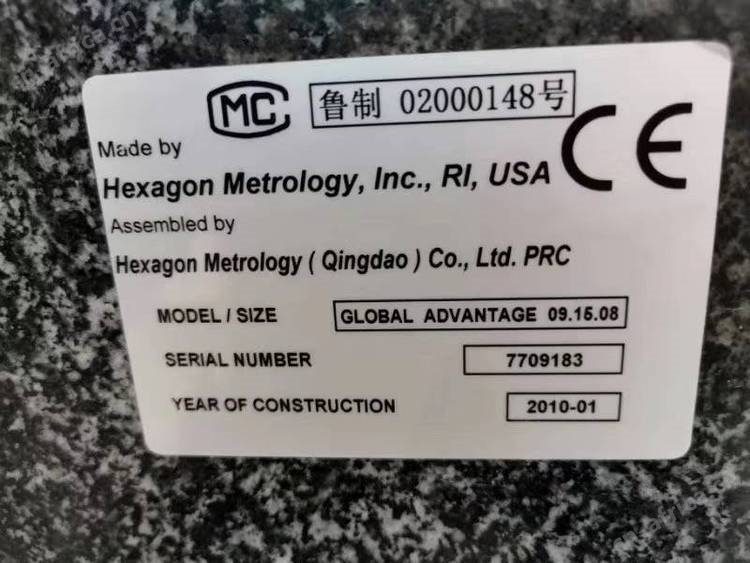 MC 鲁制 02000148号
CE
Made by
Hexagon Metrology, Inc., RI, USA
Assembled by
Hexagon Metrology ( Qingdao ) Co., Ltd. PRC
MODEL / SIZE GLOBAL ADVANTAGE 09.15.08
SERIAL NUMBER 7709183
YEAR OF CONSTRUCTION 2010-01